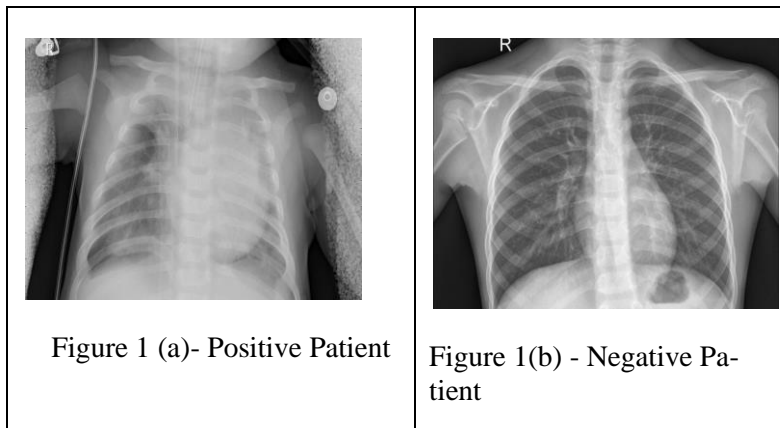 R
R
Figure 1 (a)- Positive Patient
Figure 1(b) - Negative Pa-
tient